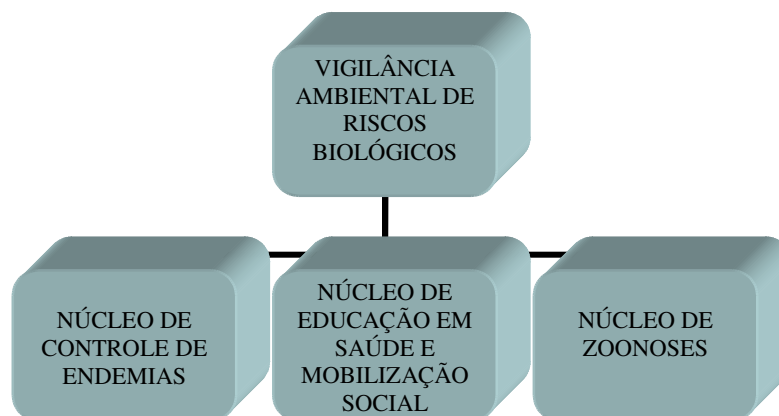 VIGILÂNCIA
AMBIENTAL DE
RISCOS
BIOLÓGICOS
NÚCLEO DE
CONTROLE DE
ENDEMIAS
NÚCLEO DE
EDUCAÇÃO EM
SAÚDE E
MOBILIZAÇÃO
SOCIAL
NÚCLEO DE
ZOONOSES